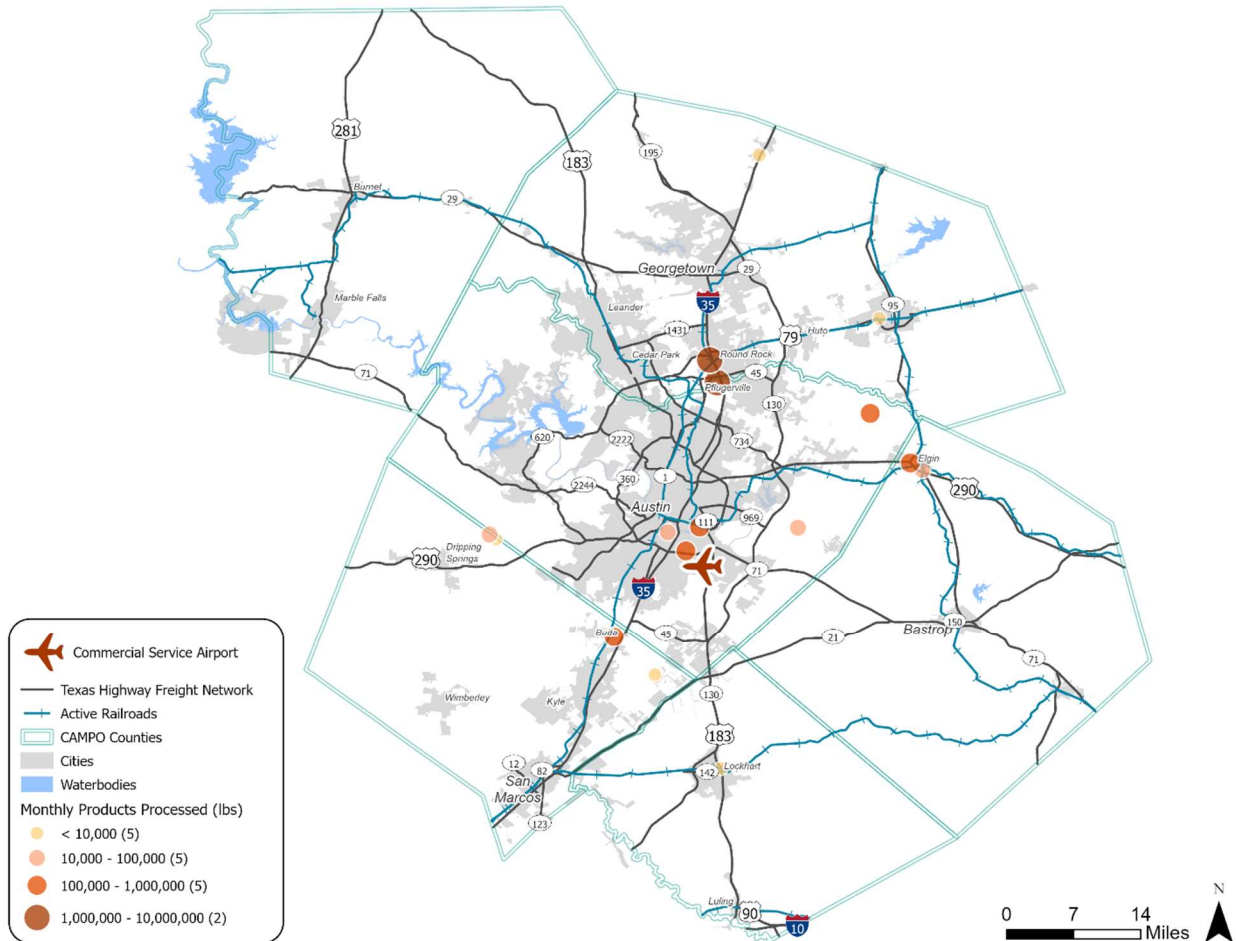 281
183
195
Burnet
29
Georgetown
29
35
95
Marble Falls
Leander
1431
79
Huto
Cedar Park
Round Rock
71
45
Pflugerville
130
620
2222
734
Elgin
360
1
2244
290
Austin
111
969
290
Dripping
Springs
71
35
150
Bastrop
Buda
45
21
71
Wimberley
Kyle
130
183
12
82
142
Lockhart
San
Marcos
123
Luling
90
10
Commercial Service Airport
Texas Highway Freight Network
Active Railroads
CAMPO Counties
Cities
Waterbodies
Monthly Products Processed (lbs)
< 10,000 (5)
10,000 - 100,000 (5)
100,000 - 1,000,000 (5)
1,000,000 - 10,000,000 (2)
N
0 7 14
Miles